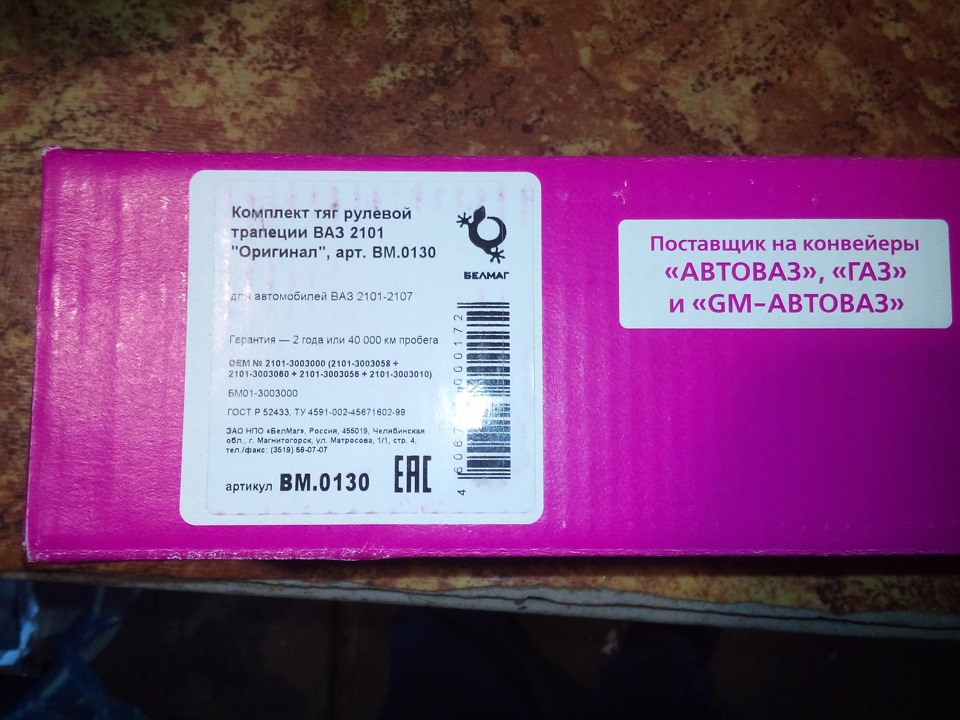 Комплект тяг рулевой
трапеции ВАЗ 2101
"Оригинал", арт. BM.0130
БЕЛМАГ
для автомобилей ВАЗ 2101-2107
Гарантия — 2 года или 40 000 км пробега
OEM № 2101-3003000 (2101-3003058 +
2101-3003060 + 2101-3003056 + 2101-3003010)
БМ01-3003000
ГОСТ Р 52433, ТУ 4591-002-45671602-99
ЗАО НПО «БелМаг», Россия, 455019, Челябинская
обл., г. Магнитогорск, ул. Матросова, 1/1, стр. 4,
тел./факс: (3519) 58-07-07
артикул BM.0130
EAC
Поставщик на конвейеры
«АВТОВАЗ», «ГАЗ»
и «GM-АВТОВАЗ»